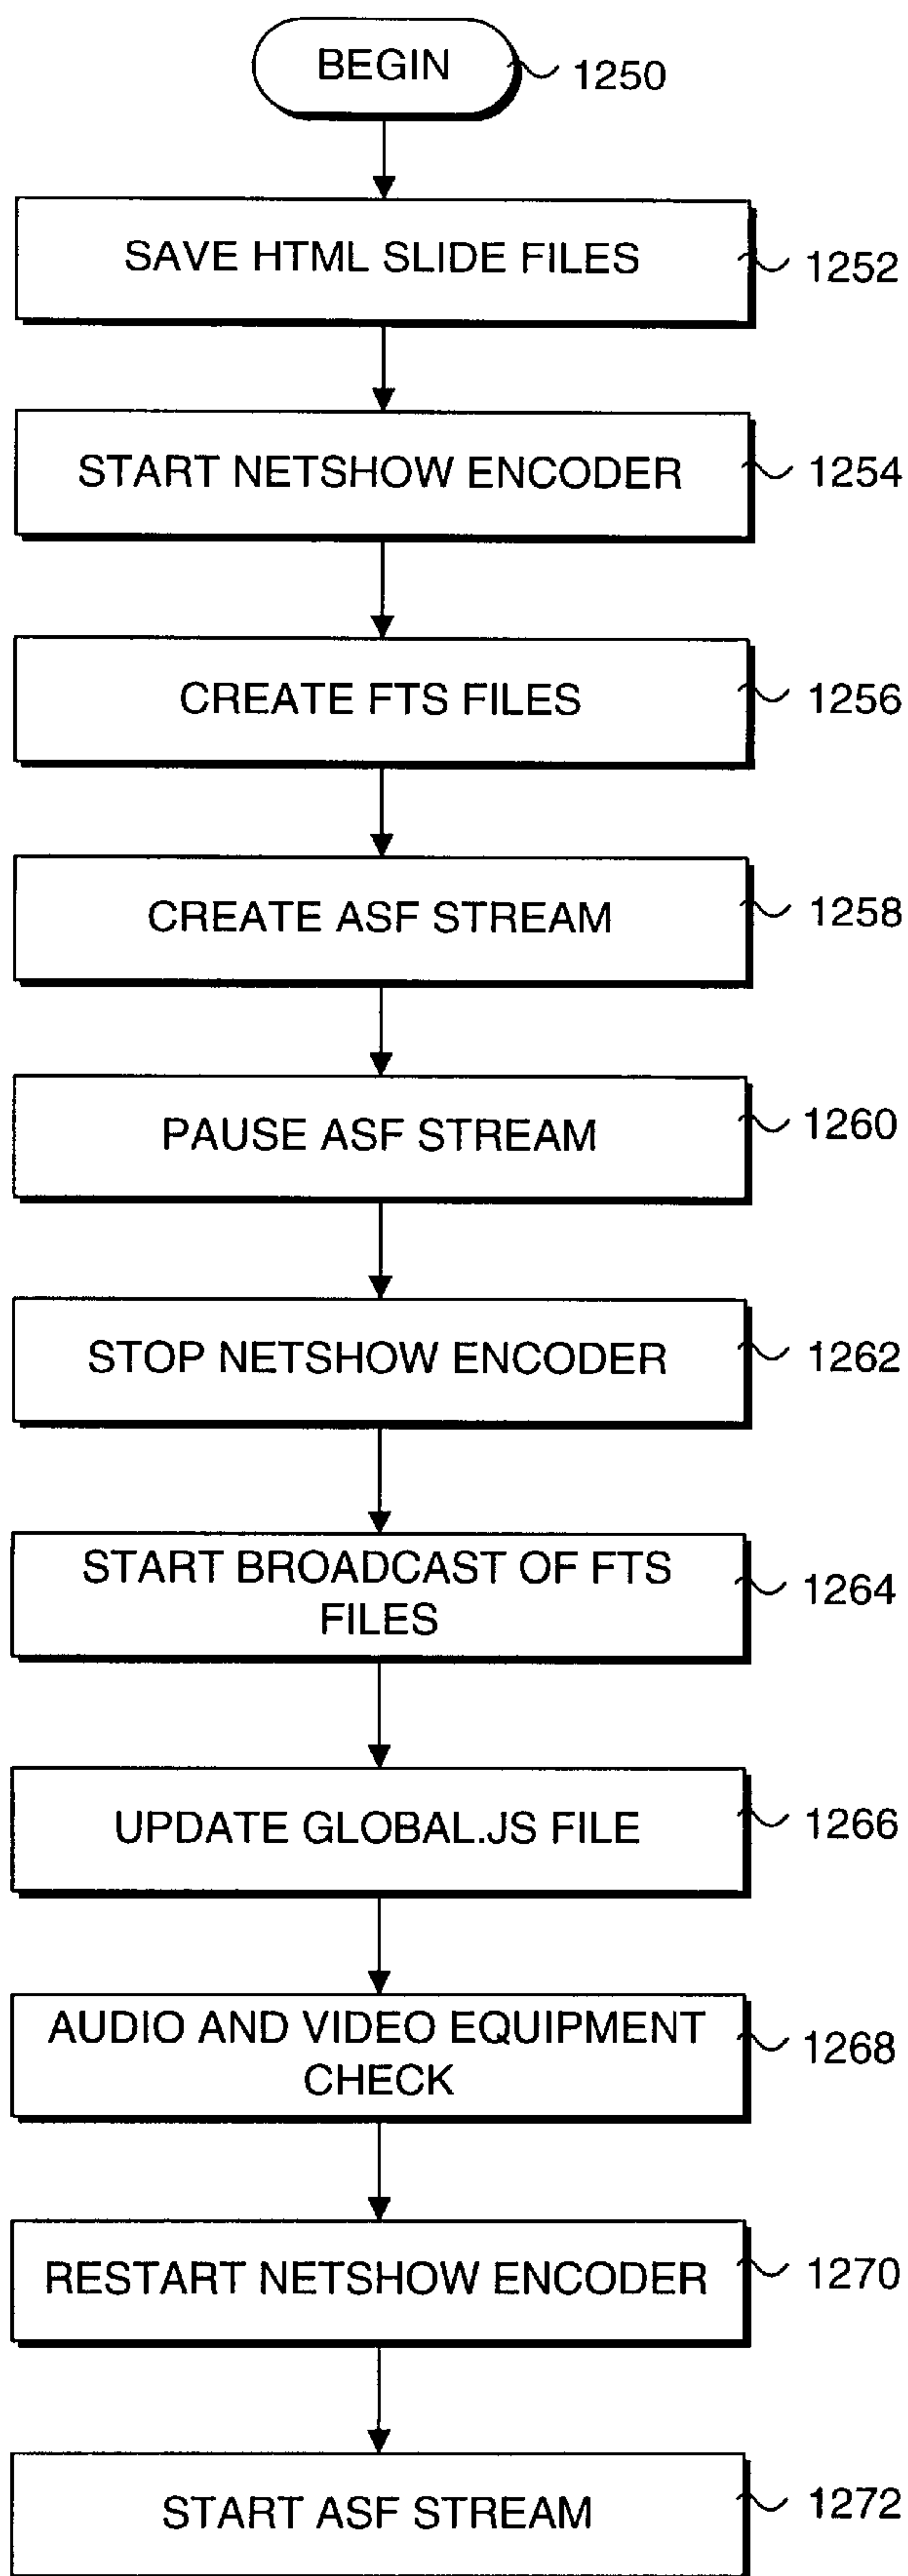 BEGIN
1250
SAVE HTML SLIDE FILES
1252
START NETSHOW ENCODER
1254
CREATE FTS FILES
1256
CREATE ASF STREAM
1258
PAUSE ASF STREAM
1260
STOP NETSHOW ENCODER
1262
START BROADCAST OF FTS
FILES
1264
UPDATE GLOBAL.JS FILE
1266
AUDIO AND VIDEO EQUIPMENT
CHECK
1268
RESTART NETSHOW ENCODER
1270
START ASF STREAM
1272